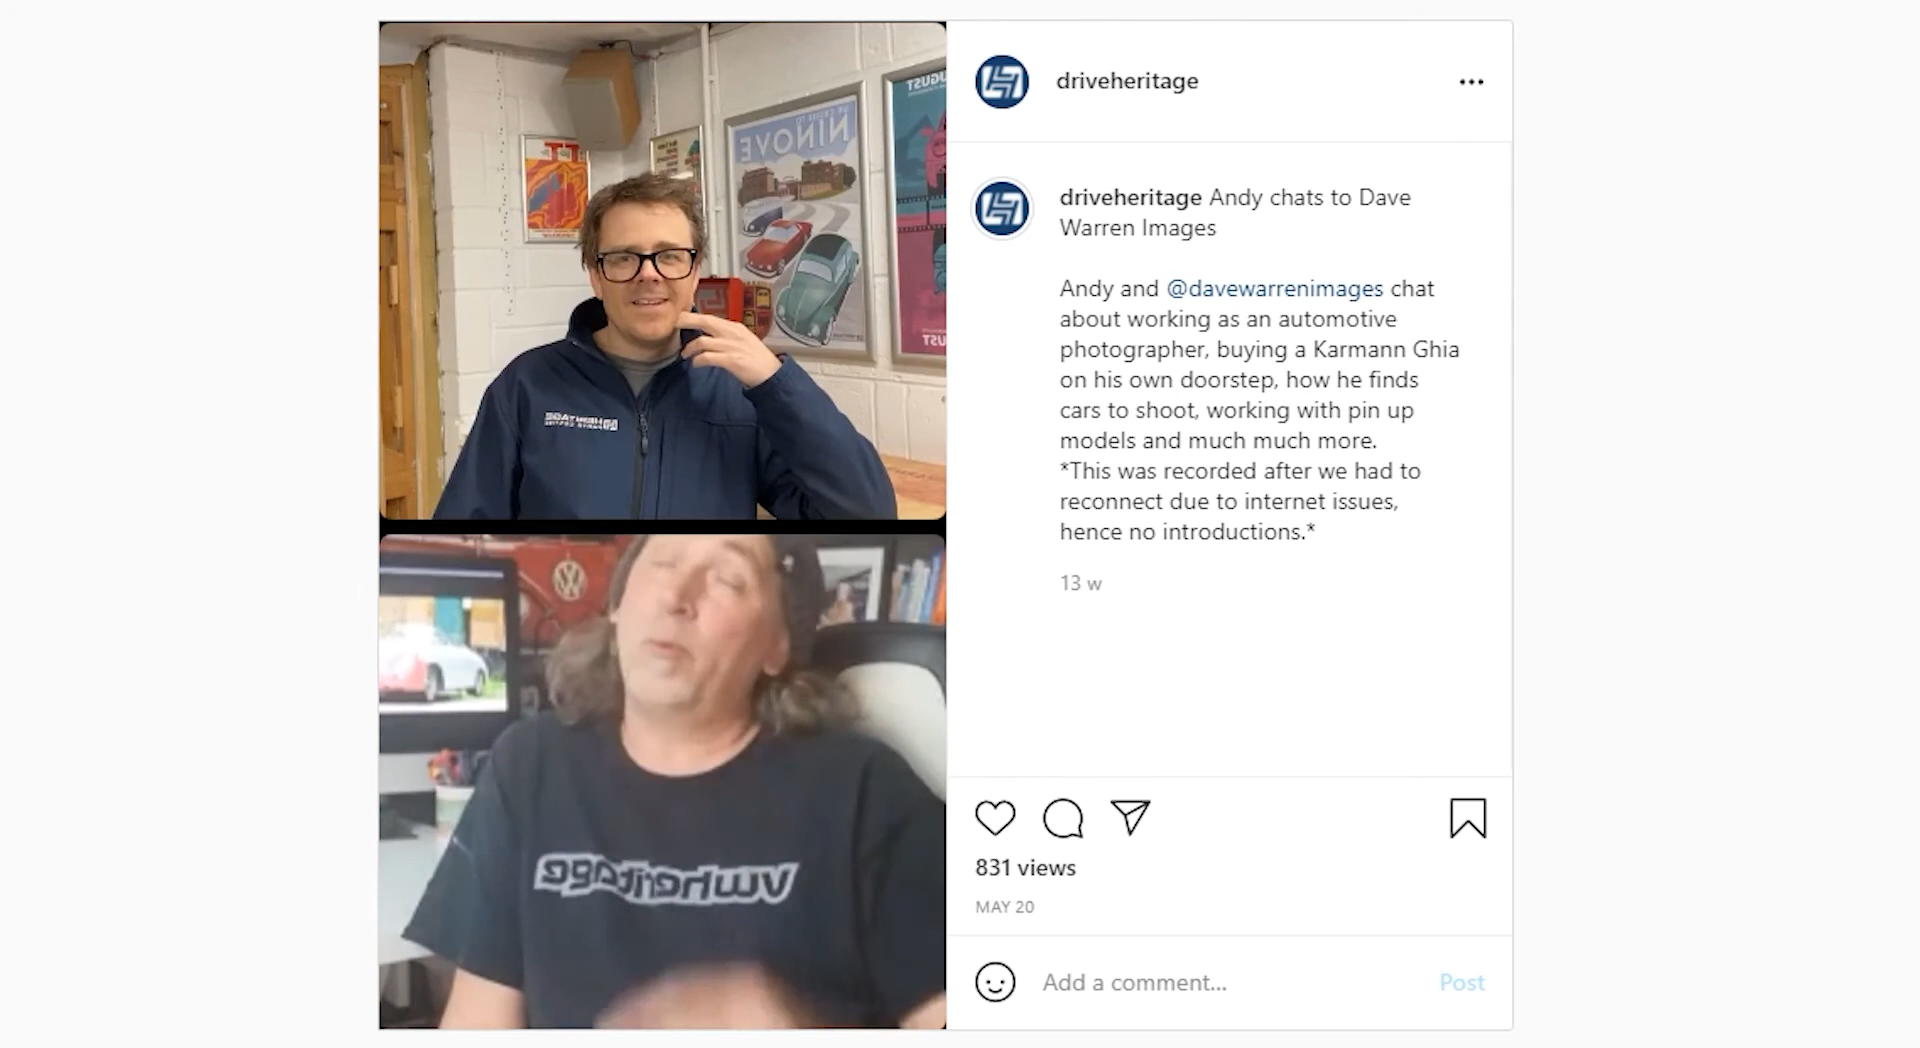 driveheritage
driveheritage Andy chats to Dave
Warren Images
Andy and @davewarrenimages chat
about working as an automotive
photographer, buying a Karmann Ghia
on his own doorstep, how he finds
cars to shoot, working with pin up
models and much much more.
*This was recorded after we had to
reconnect due to internet issues,
hence no introductions.*
13 w
831 views
MAY 20
Add a comment...
Post
NINOVE
AUGUST
HERITAGE
vwheritage